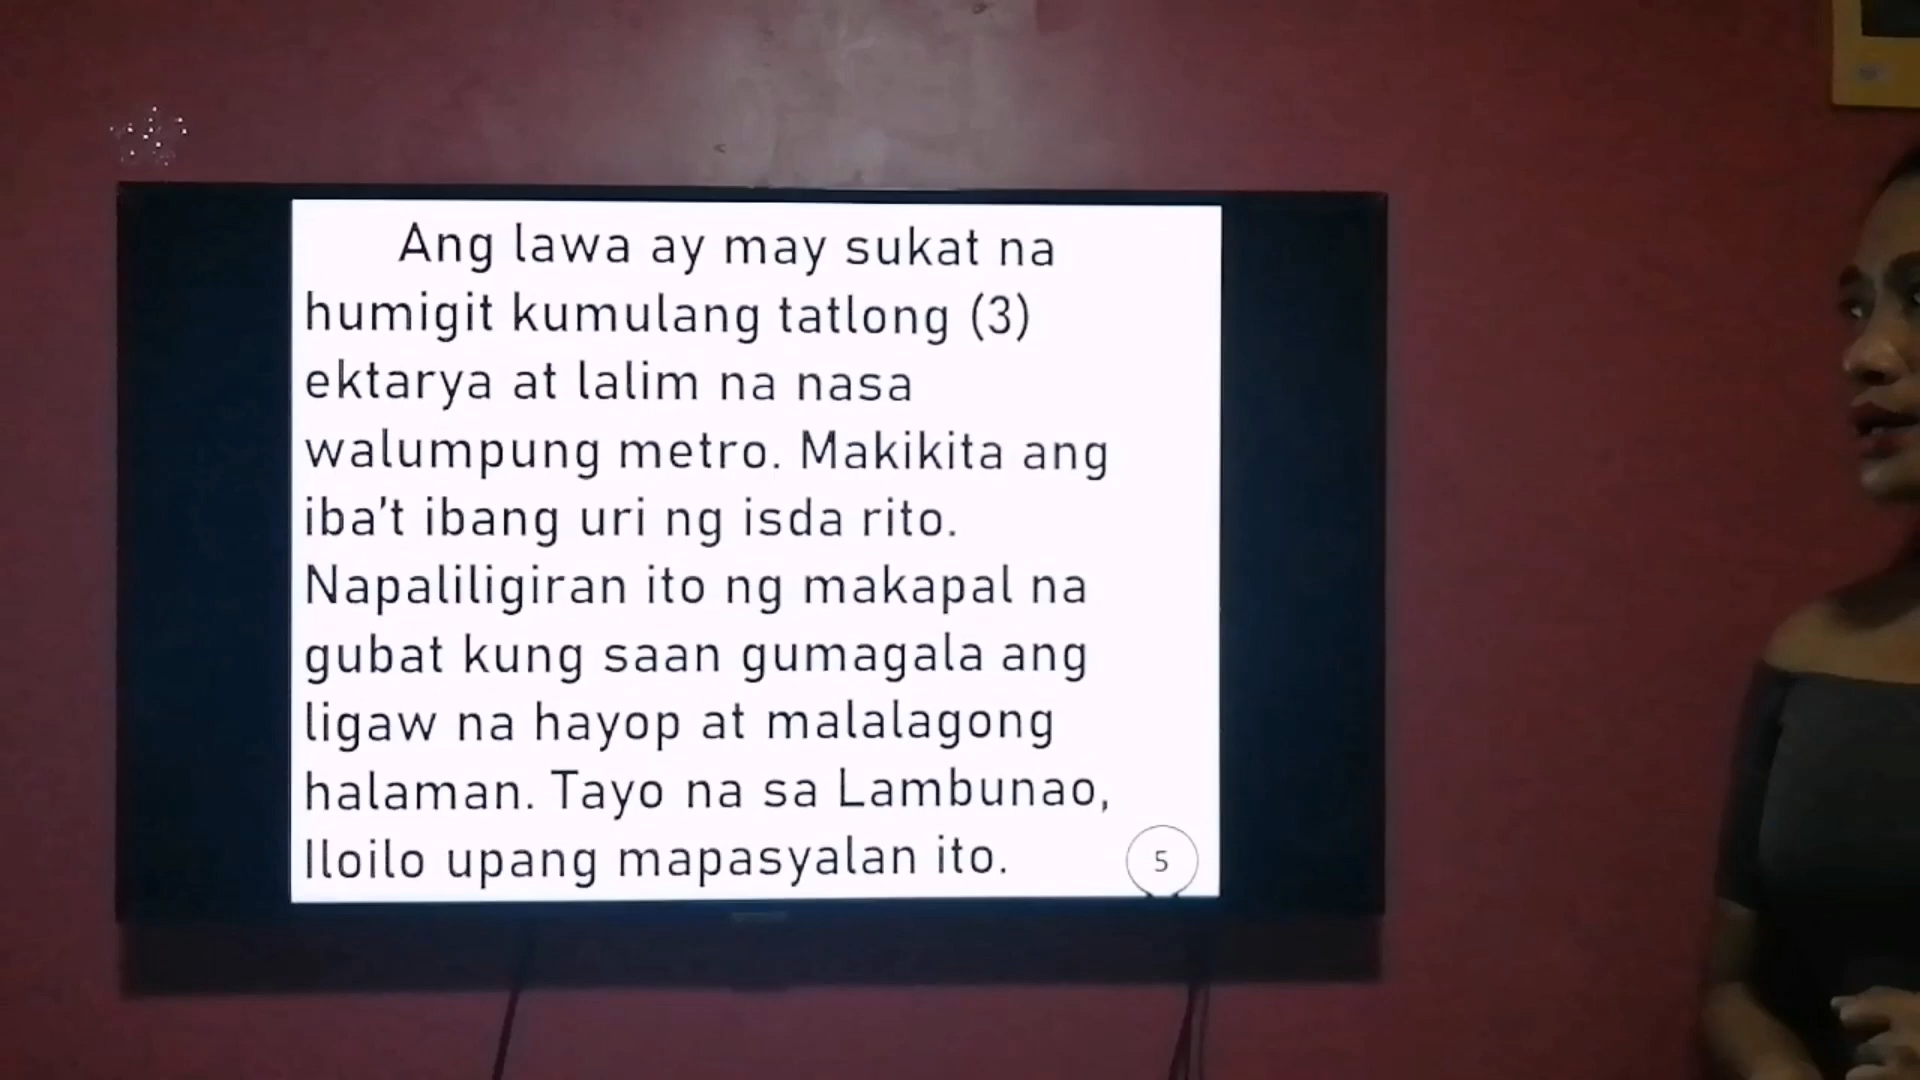 Ang lawa ay may sukat na
humigit kumulang tatlong (3)
ektarya at lalim na nasa
walumpung metro. Makikita ang
iba't ibang uri ng isda rito.
Napaliligiran ito ng makapal na
gubat kung saan gumagala ang
ligaw na hayop at malalagong
halaman. Tayo na sa Lambunao,
Iloilo upang mapasyalan ito.
5